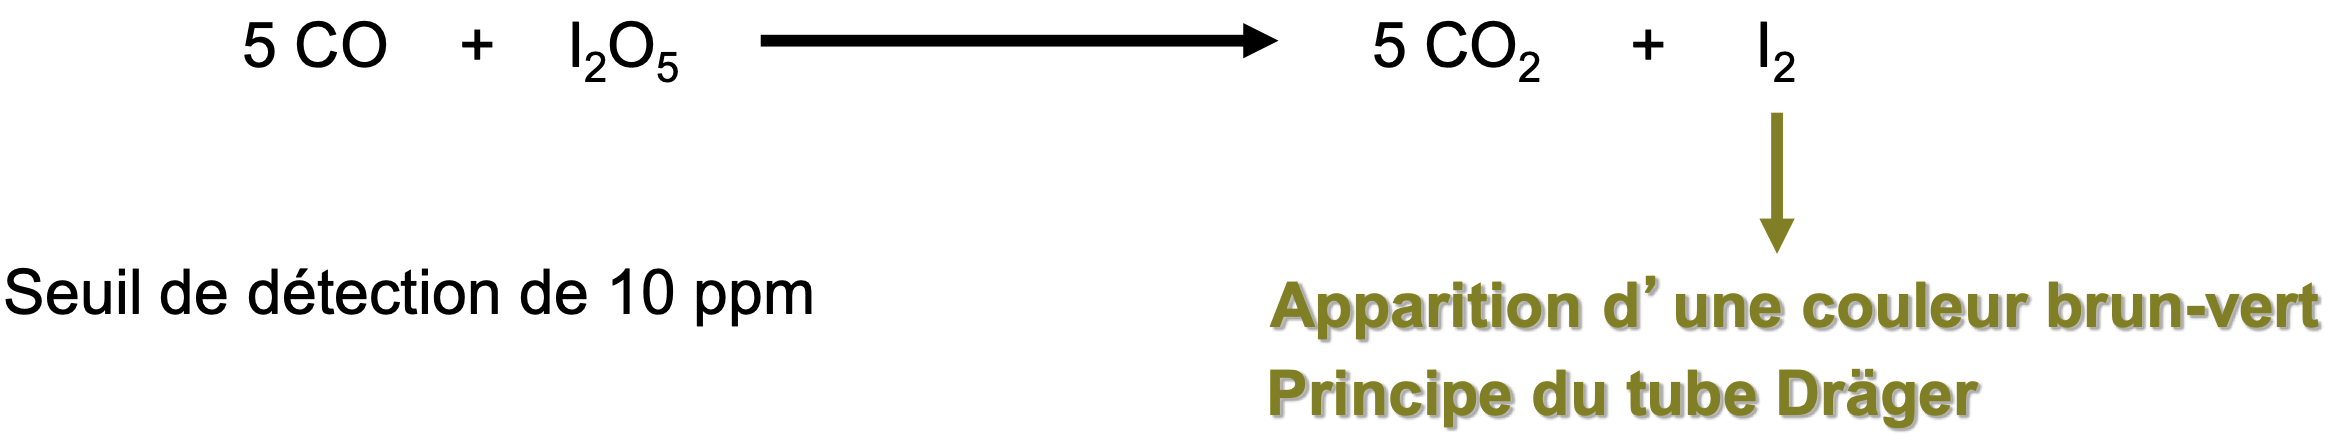 5 CO + I₂O₅ → 5 CO₂ + I₂
Seuil de détection de 10 ppm
Apparition d’ une couleur brun-vert
Principe du tube Dräger